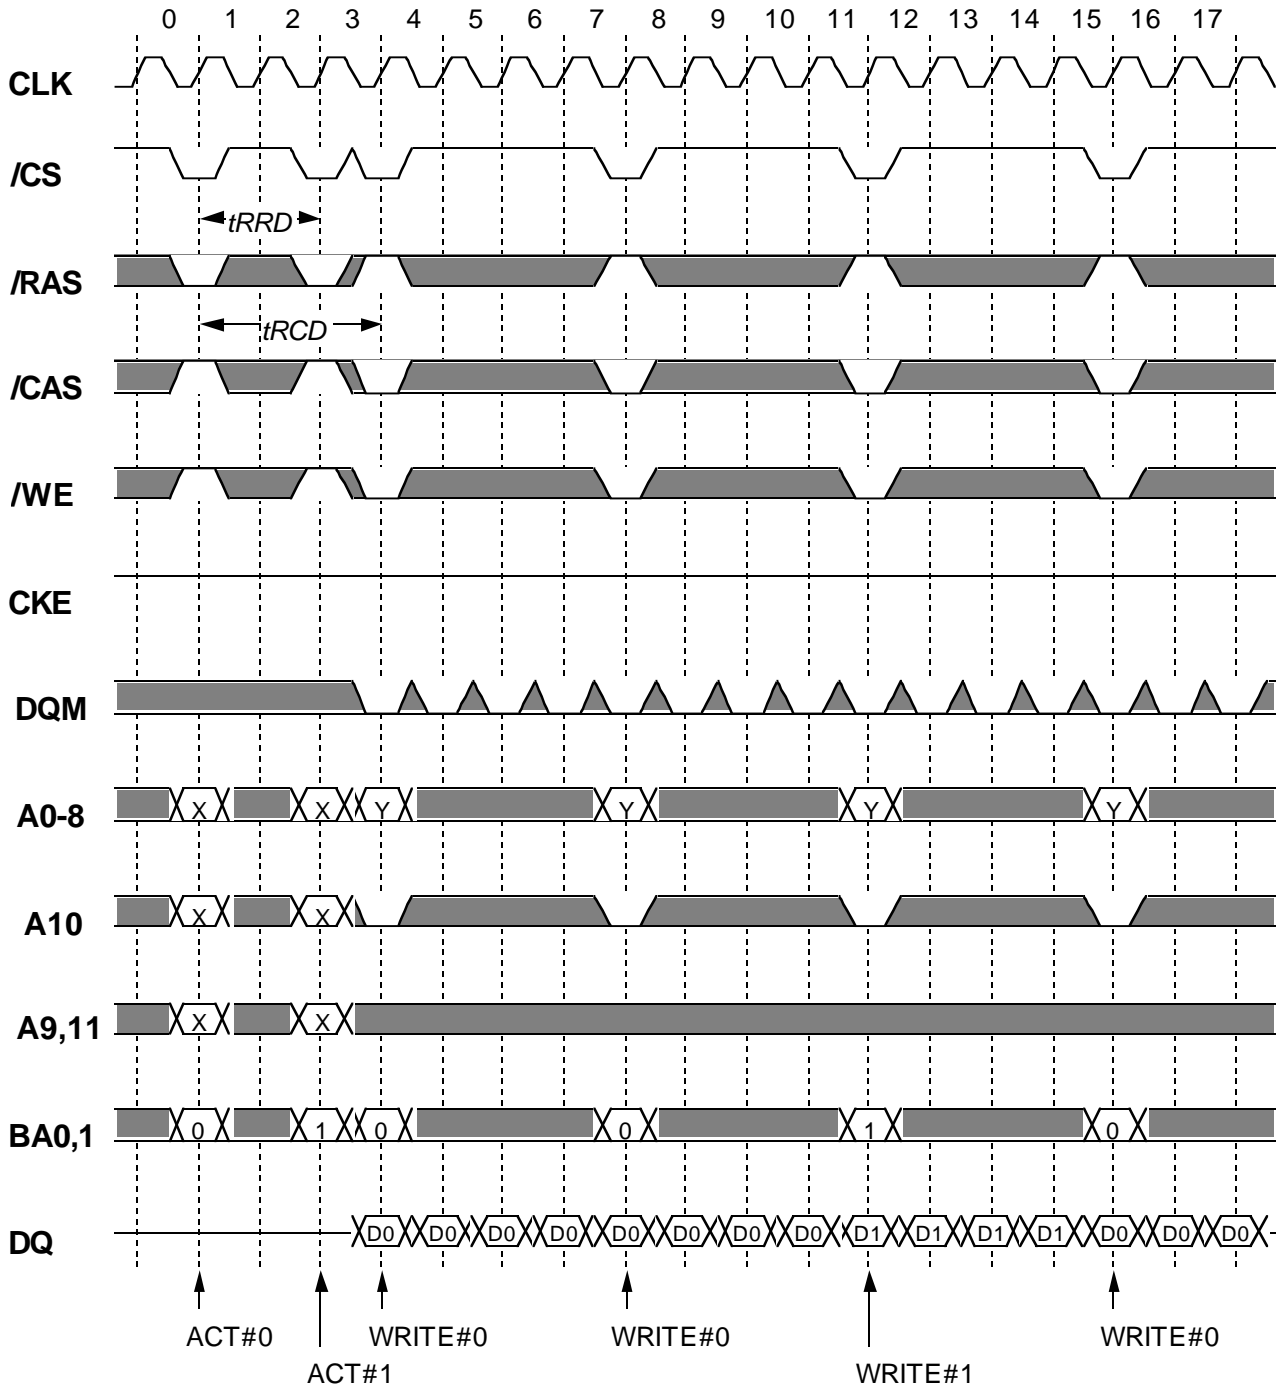 0 1 2 3 4 5 6 7 8 9 10 11 12 13 14 15 16 17
CLK
/CS
tRRD
/RAS
tRCD
/CAS
/WE
CKE
DQM
A0-8 X X Y Y Y Y
A10 X X
A9,11 X X
BA0,1 0 1 0 0 1 0
DQ D0 D0 D0 D0 D0 D0 D0 D0 D1 D1 D1 D1 D0 D0 D0
ACT#0 WRITE#0 WRITE#0 WRITE#0
ACT#1 WRITE#1